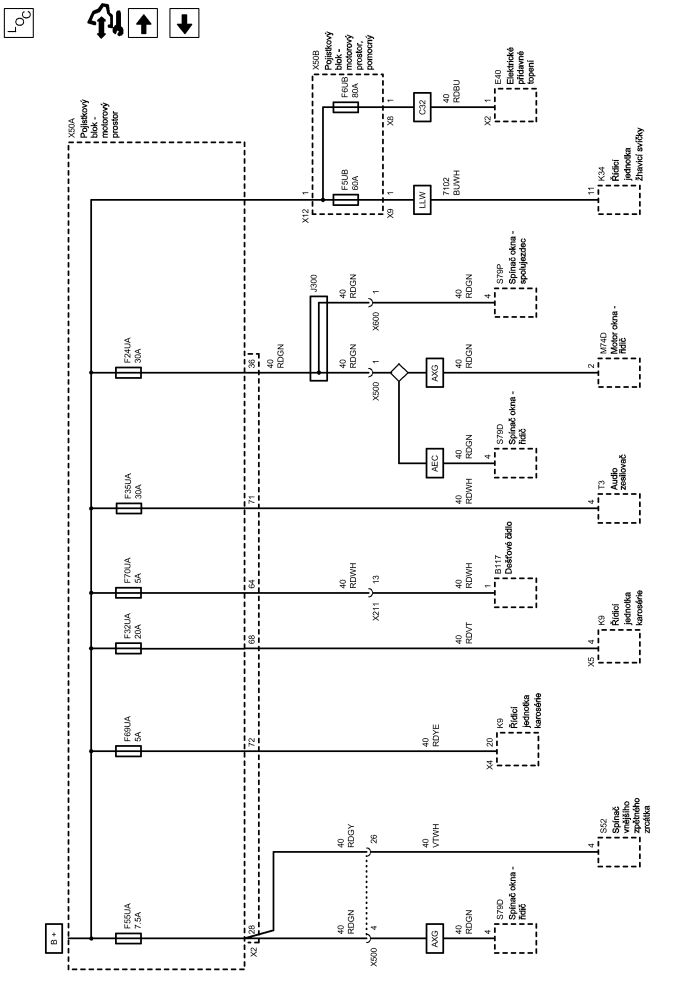 LOC
B +
X50A
Pojistkový
blok -
motorový
prostor
F55UA
7.5A
F69UA
5A
F32UA
20A
F70UA
5A
F35UA
30A
F24UA
30A
X2
28
72
68
64
71
36
40
RDGN
J300
X50B
Pojistkový
blok -
motorový
prostor,
pomocný
X12
1
F5UB
60A
F6UB
80A
X9
1
X8
1
LLW
C32
7102
BUWH
40
RDBU
X2
1
E40
Elektrické
přídavné
topení
11
K34
Řídicí
jednotka
žhavicí svíčky
40
RDGN
X500
4
40
RDGY
26
40
VTWH
AXG
40
RDGN
4
S79D
Spínač okna -
řidič
4
S52
Spínač
vnějšího
zpětného
zrcátka
40
RDYE
X4
20
K9
Řídicí
jednotka
karosérie
40
RDVT
X5
4
K9
Řídicí
jednotka
karosérie
40
RDWH
X211
13
40
RDWH
1
B117
Dešťové čidlo
40
RDWH
4
T3
Audio
zesilovač
40
RDGN
X500
1
40
RDGN
X600
1
AEC
40
RDGN
4
S79D
Spínač okna -
řidič
AXG
40
RDGN
2
M74D
Motor okna -
řidič
40
RDGN
4
S79P
Spínač okna -
spolujezdec